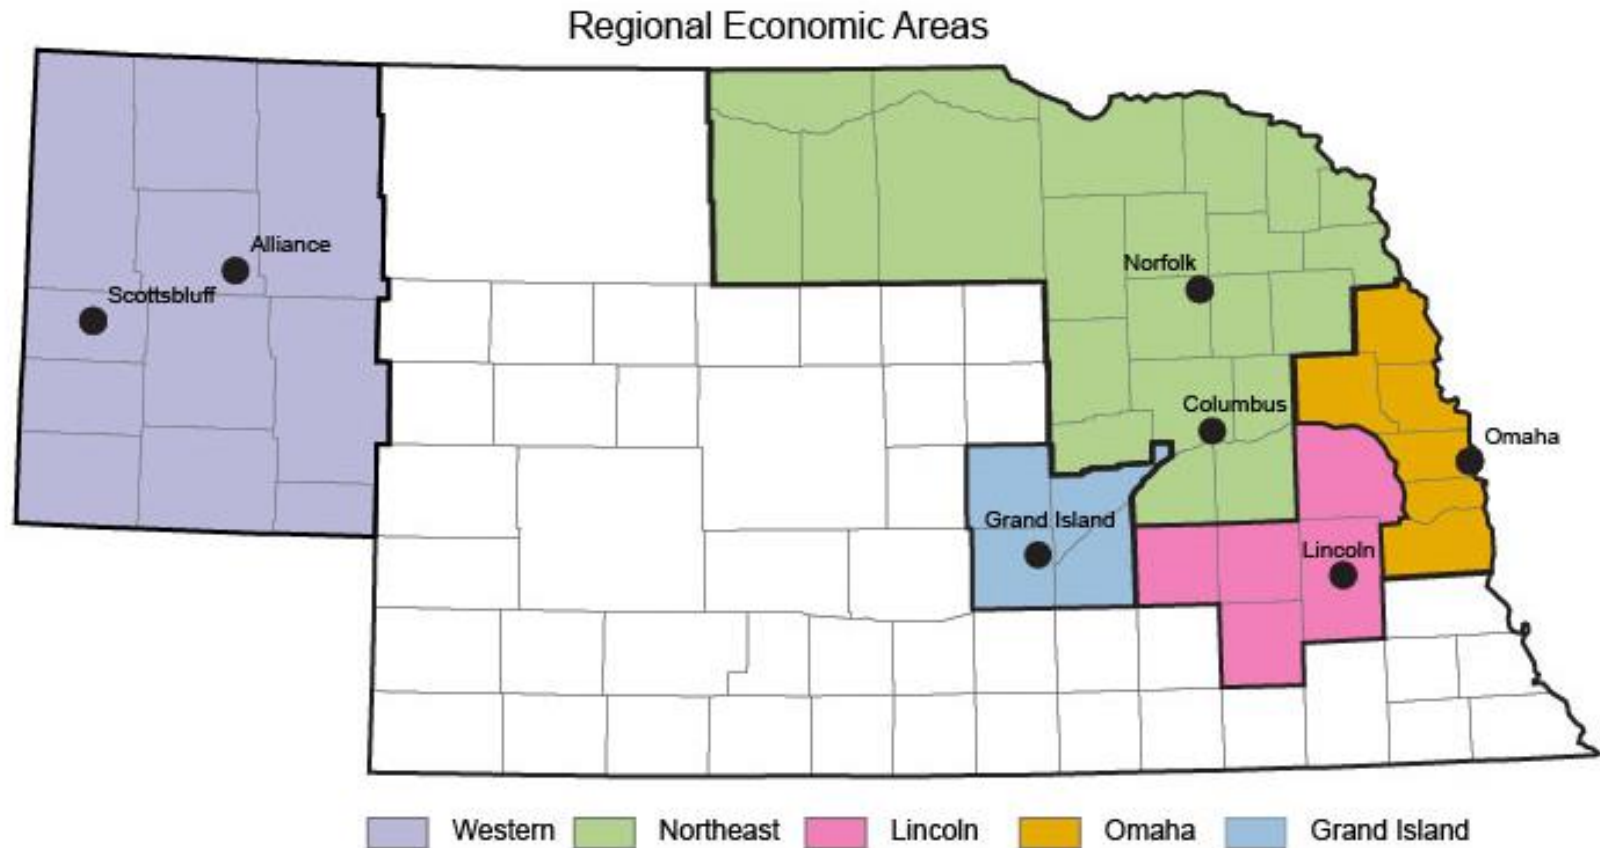 Regional Economic Areas
Alliance
Scottsbluff
Norfolk
Columbus
Omaha
Grand Island
Lincoln
Western Northeast Lincoln Omaha Grand Island